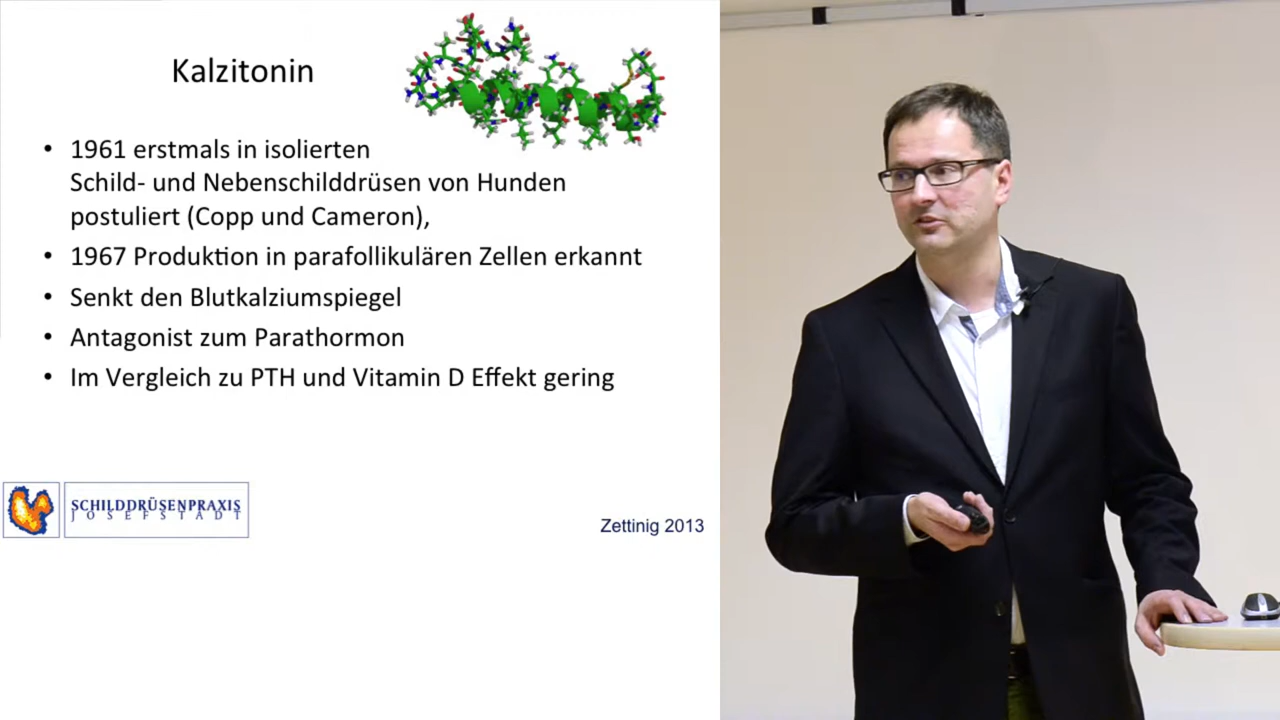 Kalzitonin
• 1961 erstmals in isolierten
Schild- und Nebenschilddrüsen von Hunden
postuliert (Copp und Cameron),
• 1967 Produktion in parafollikulären Zellen erkannt
• Senkt den Blutkalziumspiegel
• Antagonist zum Parathormon
• Im Vergleich zu PTH und Vitamin D Effekt gering
SCHILDDRÜSENPRAXIS
JOSEFSTADT
Zettinig 2013